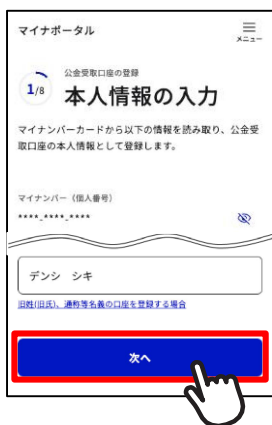 マイナポータル
メニュー
1/8
公金受取口座の登録
本人情報の入力
マイナンバーカードから以下の情報を読み取り、公金受
取口座の本人情報として登録します。
マイナンバー（個人番号）
****_****_****
デンシ　シキ
旧姓(旧氏)、通称等名義の口座を登録する場合
次へ